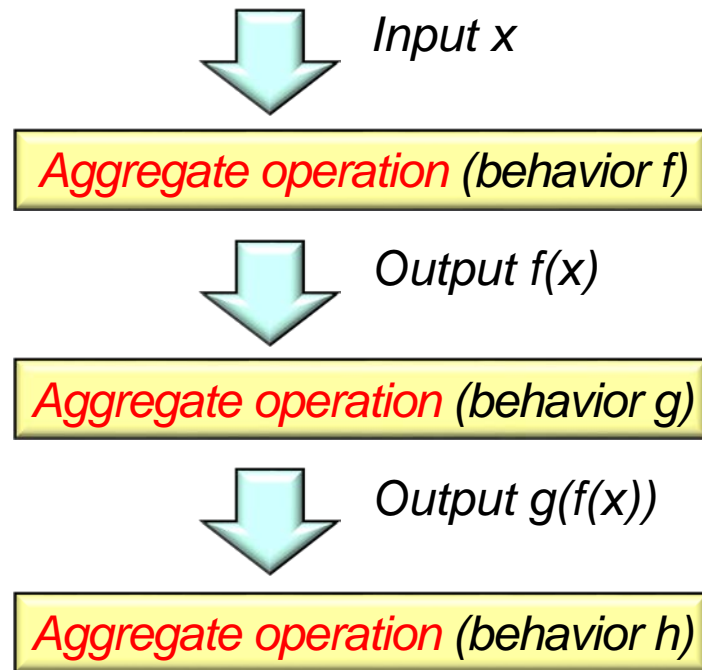 Input x
Aggregate operation (behavior f)
Output f(x)
Aggregate operation (behavior g)
Output g(f(x))
Aggregate operation (behavior h)